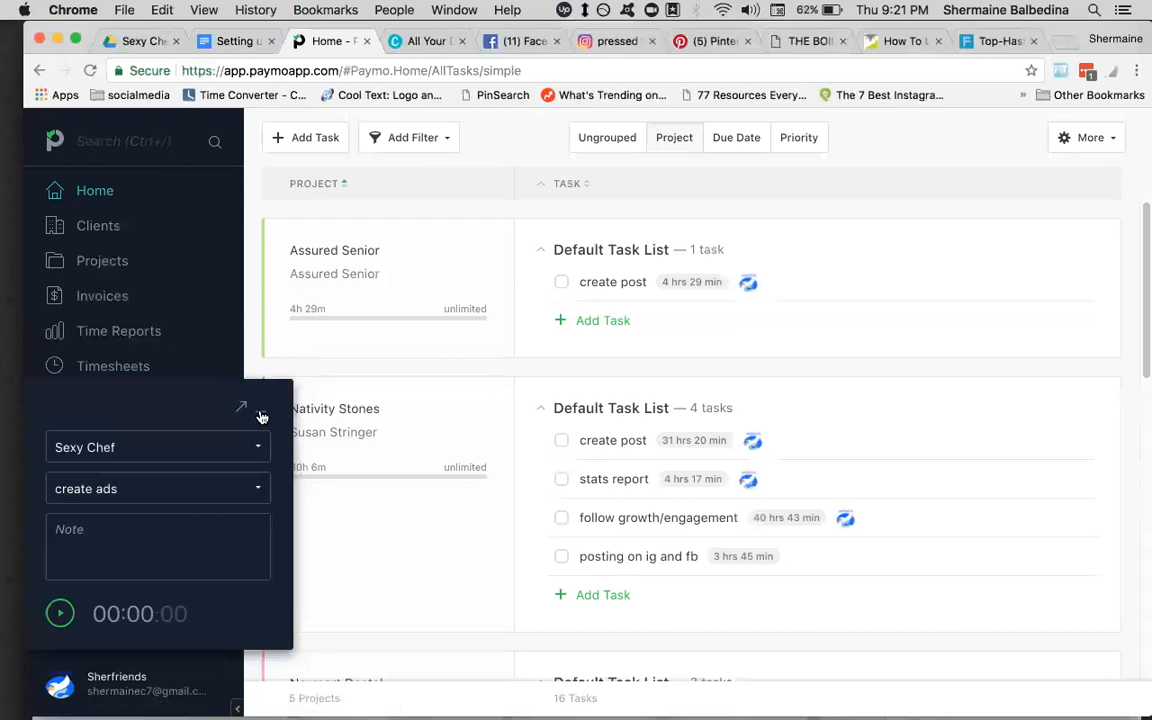 Chrome File Edit View History Bookmarks People Window Help 62% Thu 9:21 PM Shermaine Balbedina
Sexy Che Setting u Home - P All Your D (11) Face pressed (5) Pinter THE BOI How To L Top-Has Shermaine
Secure https://app.paymoapp.com/#Paymo.Home/AllTasks/simple
Apps socialmedia Time Converter - C... Cool Text: Logo an... PinSearch What's Trending on... 77 Resources Every... The 7 Best Instagra... » Other Bookmarks
Search (Ctrl+/)
+ Add Task Add Filter Ungrouped Project Due Date Priority More
PROJECT TASK
Home
Clients
Projects
Invoices
Time Reports
Timesheets
Assured Senior
Assured Senior
4h 29m unlimited
Default Task List — 1 task
create post 4 hrs 29 min
+ Add Task
Nativity Stones
Susan Stringer
80h 6m unlimited
Default Task List — 4 tasks
create post 31 hrs 20 min
stats report 4 hrs 17 min
follow growth/engagement 40 hrs 43 min
posting on ig and fb 3 hrs 45 min
+ Add Task
Sexy Chef
create ads
Note
00:00:00
Sherfriends
shermainec7@gmail.c...
5 Projects 16 Tasks